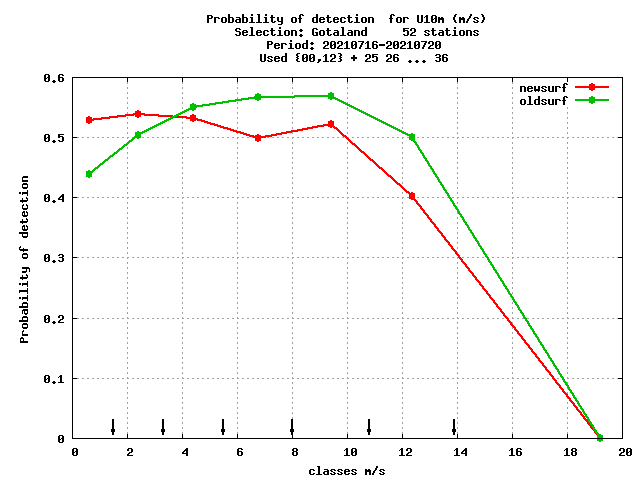 Probability of detection  for U10m (m/s)
Selection: Gotaland     52 stations
Period: 20210716-20210720
Used {00,12} + 25 26 ... 36
newsurf
oldsurf
Probability of detection
0.6
0.5
0.4
0.3
0.2
0.1
0
0 2 4 6 8 10 12 14 16 18 20
classes m/s